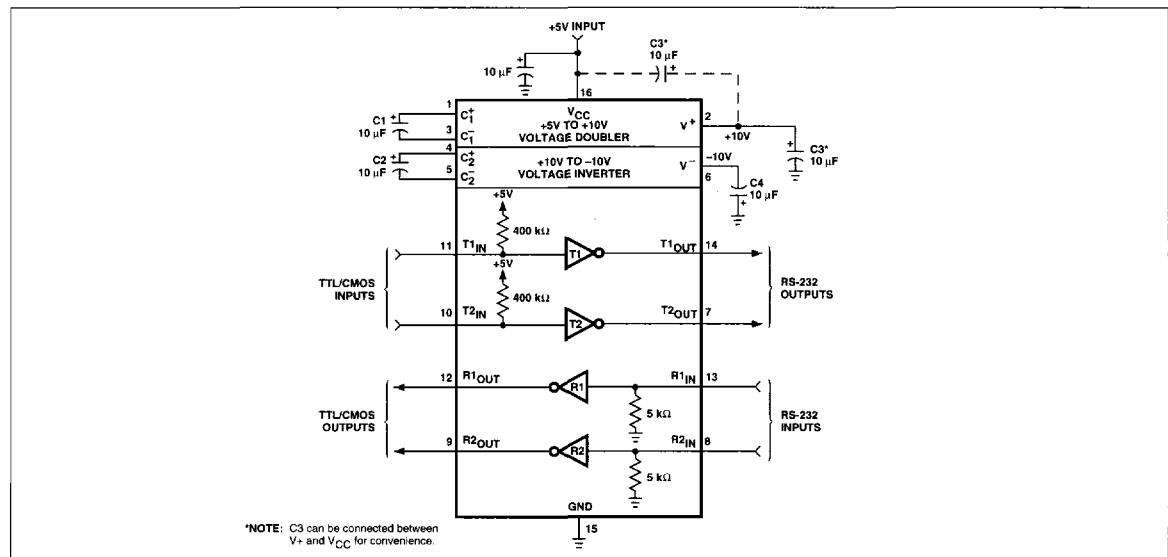 +5V INPUT
C3*
+
10 µF
+
16
1
C1+
VCC
+5V TO +10V
VOLTAGE DOUBLER
V+
2
+10V
C1
+
10 µF
3
C1−
C3*
+
10 µF
4
C2+
+10V TO −10V
VOLTAGE INVERTER
V−
−10V
6
C2
+
10 µF
5
C2−
C4
10 µF
+
+5V
400 kΩ
11
T1IN
T1
T1OUT
14
+5V
400 kΩ
TTL/CMOS
INPUTS
RS-232
OUTPUTS
10
T2IN
T2
T2OUT
7
12
R1OUT
R1
R1IN
13
5 kΩ
TTL/CMOS
OUTPUTS
RS-232
INPUTS
9
R2OUT
R2
R2IN
8
5 kΩ
GND
15
*NOTE: C3 can be connected between
V+ and VCC for convenience.
10 µF